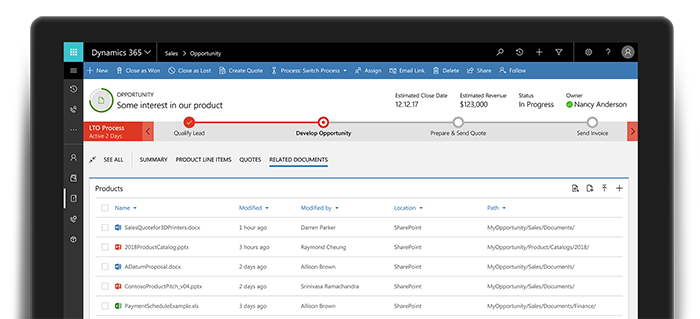 Dynamics 365 Sales > Opportunity
+ New Close as Won Close as Lost Create Quote Process: Switch Process Assign Email Link Delete Share Follow
OPPORTUNITY
Some interest in our product
Estimated Close Date Estimated Revenue Status Owner
12.12.17 $123,000 In Progress Nancy Anderson
LTO Process
Active 2 Days
Qualify Lead Develop Opportunity Prepare & Send Quote Send Invoice
SEE ALL SUMMARY PRODUCT LINE ITEMS QUOTES RELATED DOCUMENTS
Products
Name Modified Modified by Location Path
SalesQuotefor3DPrinters.docx 1 hour ago Darren Parker SharePoint MyOpportunity/Sales/Documents/
2018ProductCatalog.pptx 3 hours ago Raymond Cheung SharePoint MyOpportunity/Product/Catalogs/2018/
ADatumProposal.docx 2 days ago Allison Brown SharePoint MyOpportunity/Sales/Documents/
ContosoProductPitch_v04.pptx 2 days ago Srinivasa Ramachandra SharePoint MyOpportunity/Sales/Documents/
PaymentScheduleExample.xls 3 days ago Allison Brown SharePoint MyOpportunity/Sales/Documents/Finance/